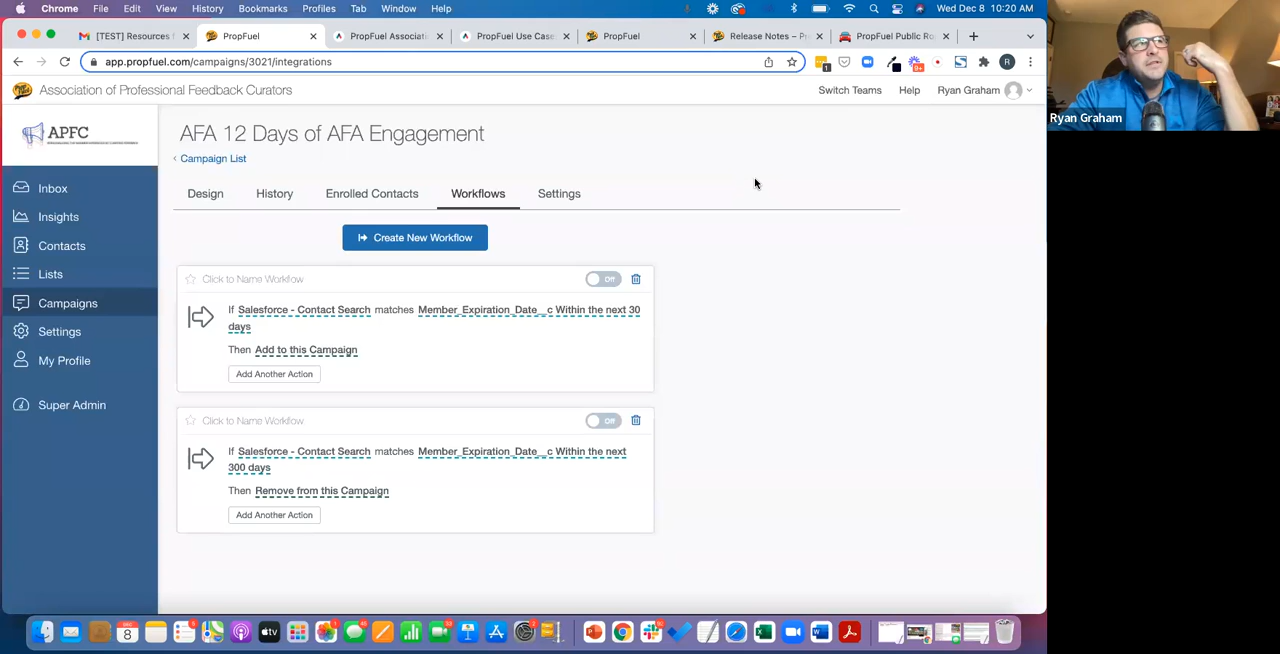 Chrome File Edit View History Bookmarks Profiles Tab Window Help Wed Dec 8 10:20 AM
[TEST] Resources PropFuel PropFuel Associati PropFuel Use Case PropFuel Release Notes – Pr PropFuel Public Ro
app.propfuel.com/campaigns/3021/integrations
Association of Professional Feedback Curators Switch Teams Help Ryan Graham
Ryan Graham
APFC
AFA 12 Days of AFA Engagement
‹ Campaign List
Inbox
Insights
Contacts
Lists
Campaigns
Settings
My Profile
Super Admin
Design History Enrolled Contacts Workflows Settings
Create New Workflow
Click to Name Workflow Off
If Salesforce - Contact Search matches Member_Expiration_Date__c Within the next 30
days
Then Add to this Campaign
Add Another Action
Click to Name Workflow Off
If Salesforce - Contact Search matches Member_Expiration_Date__c Within the next
300 days
Then Remove from this Campaign
Add Another Action